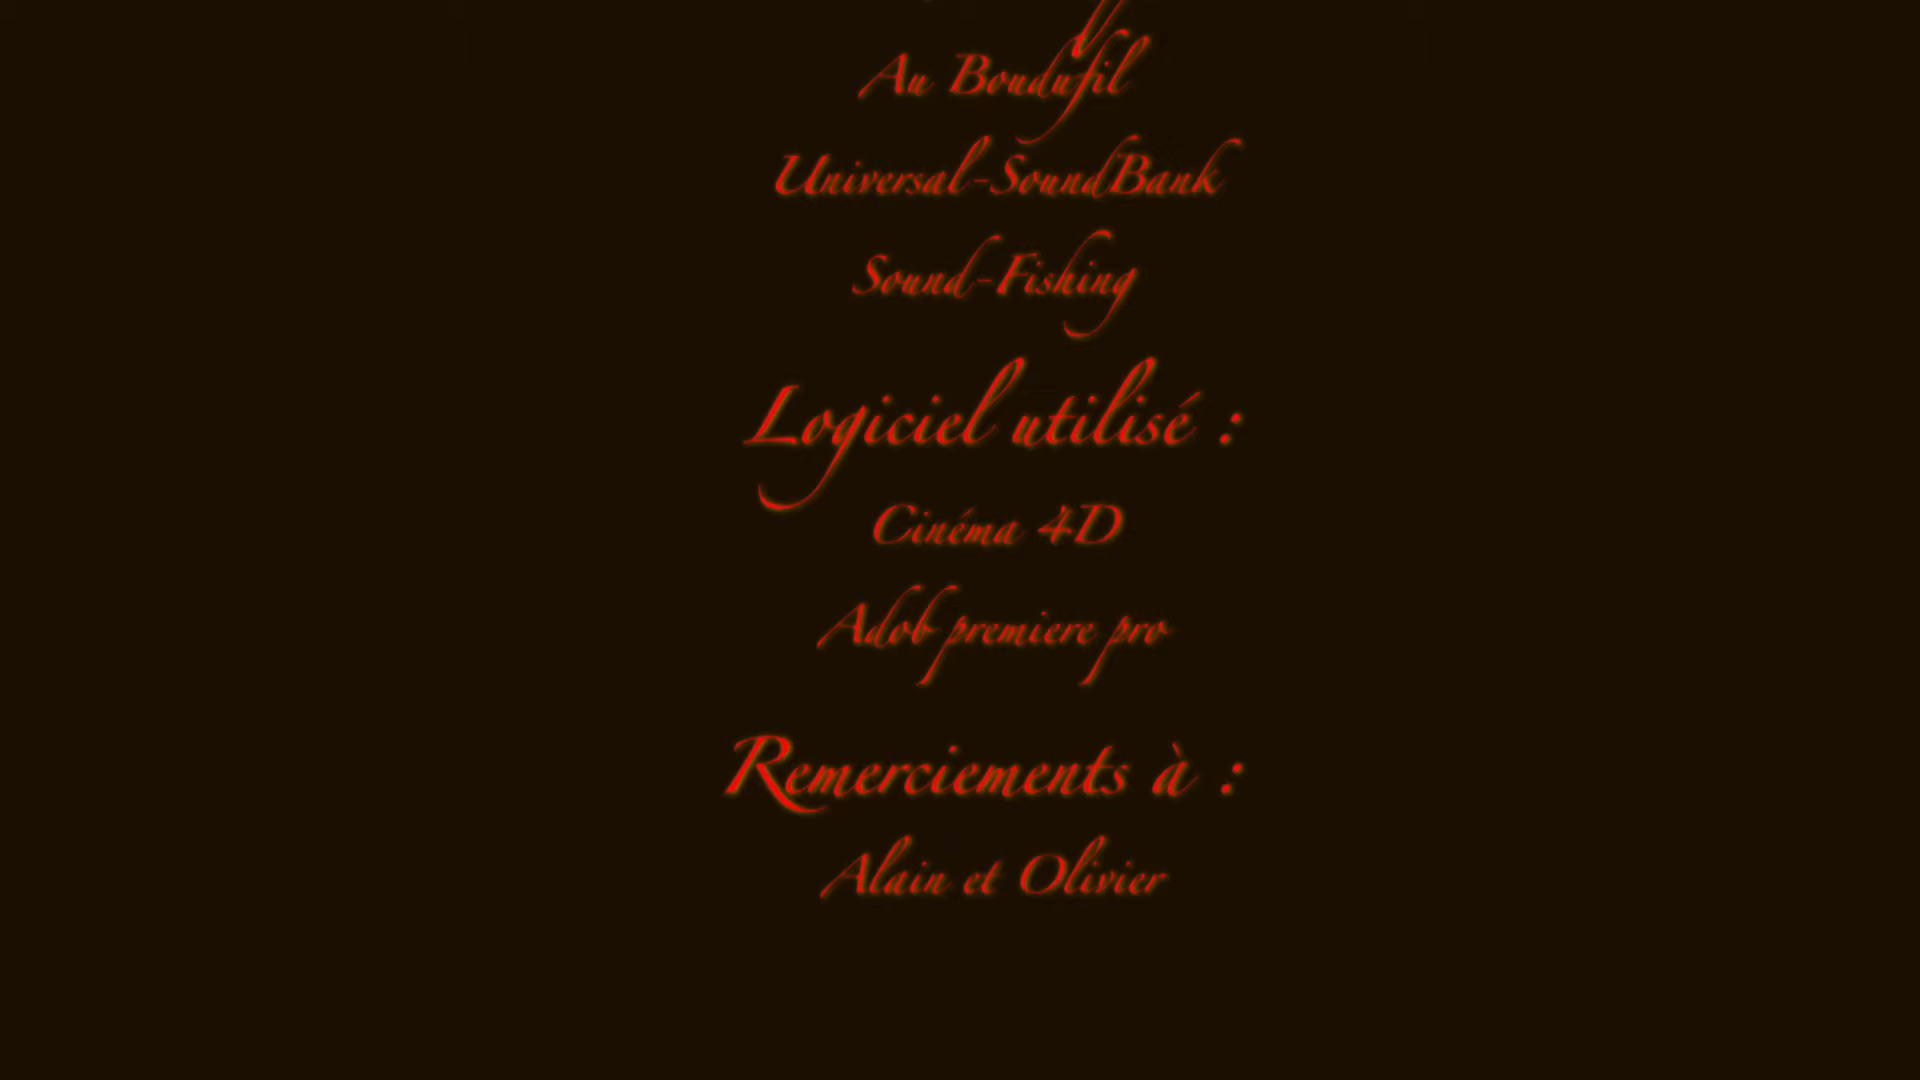 Au Boudufil
Universal-SoundBank
Sound-Fishing
Logiciel utilisé :
Cinéma 4D
Adob premiere pro
Remerciements à :
Alain et Olivier